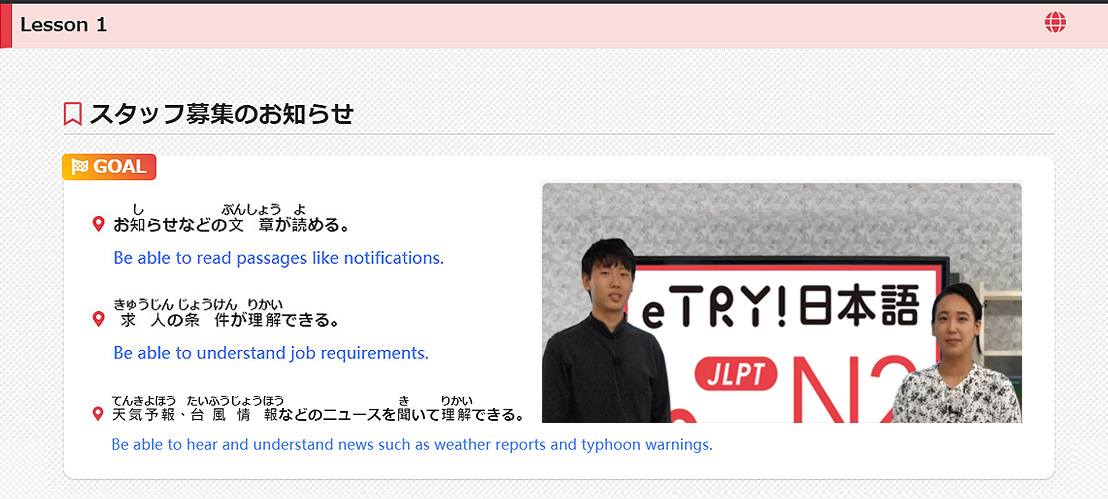 Lesson 1
スタッフ募集のお知らせ
GOAL
し ぶんしょう よ
お知らせなどの文章が読める。
Be able to read passages like notifications.
きゅうじん じょうけん りかい
求人の条件が理解できる。
Be able to understand job requirements.
てんきよほう たいふうじょうほう き りかい
天気予報、台風情報などのニュースを聞いて理解できる。
Be able to hear and understand news such as weather reports and typhoon warnings.
eTRY!日本語
JLPT N2